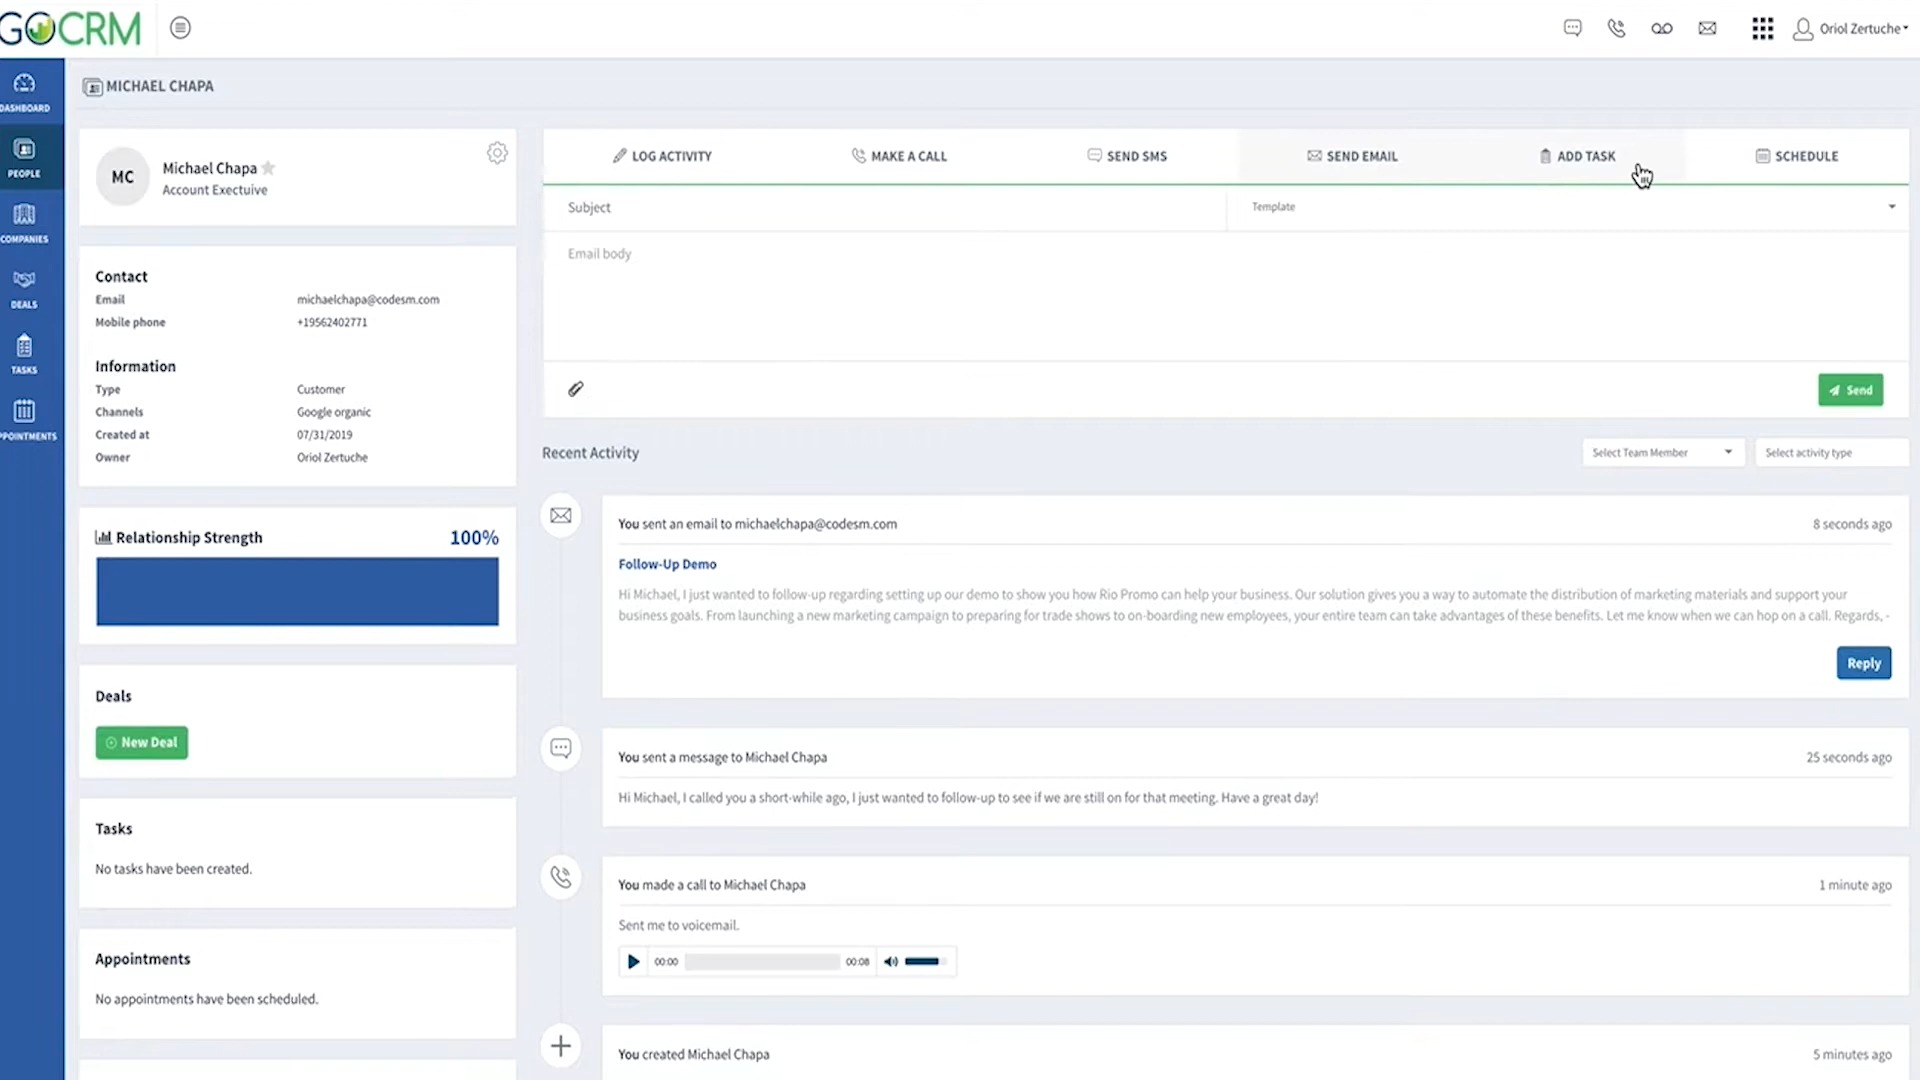 GOCRM
Oriol Zertuche
DASHBOARD
PEOPLE
COMPANIES
DEALS
TASKS
PPOINTMENTS
MICHAEL CHAPA
MC
Michael Chapa
Account Exectuive
Contact
Email michaelchapa@codesm.com
Mobile phone +19562402771
Information
Type Customer
Channels Google organic
Created at 07/31/2019
Owner Oriol Zertuche
Relationship Strength 100%
Deals
New Deal
Tasks
No tasks have been created.
Appointments
No appointments have been scheduled.
LOG ACTIVITY MAKE A CALL SEND SMS SEND EMAIL ADD TASK SCHEDULE
Subject Template
Email body
Send
Recent Activity Select Team Member Select activity type
You sent an email to michaelchapa@codesm.com 8 seconds ago
Follow-Up Demo
Hi Michael, I just wanted to follow-up regarding setting up our demo to show you how Rio Promo can help your business. Our solution gives you a way to automate the distribution of marketing materials and support your
business goals. From launching a new marketing campaign to preparing for trade shows to on-boarding new employees, your entire team can take advantages of these benefits. Let me know when we can hop on a call. Regards, -
Reply
You sent a message to Michael Chapa 25 seconds ago
Hi Michael, I called you a short-while ago, I just wanted to follow-up to see if we are still on for that meeting. Have a great day!
You made a call to Michael Chapa 1 minute ago
Sent me to voicemail.
00:00 00:08
You created Michael Chapa 5 minutes ago